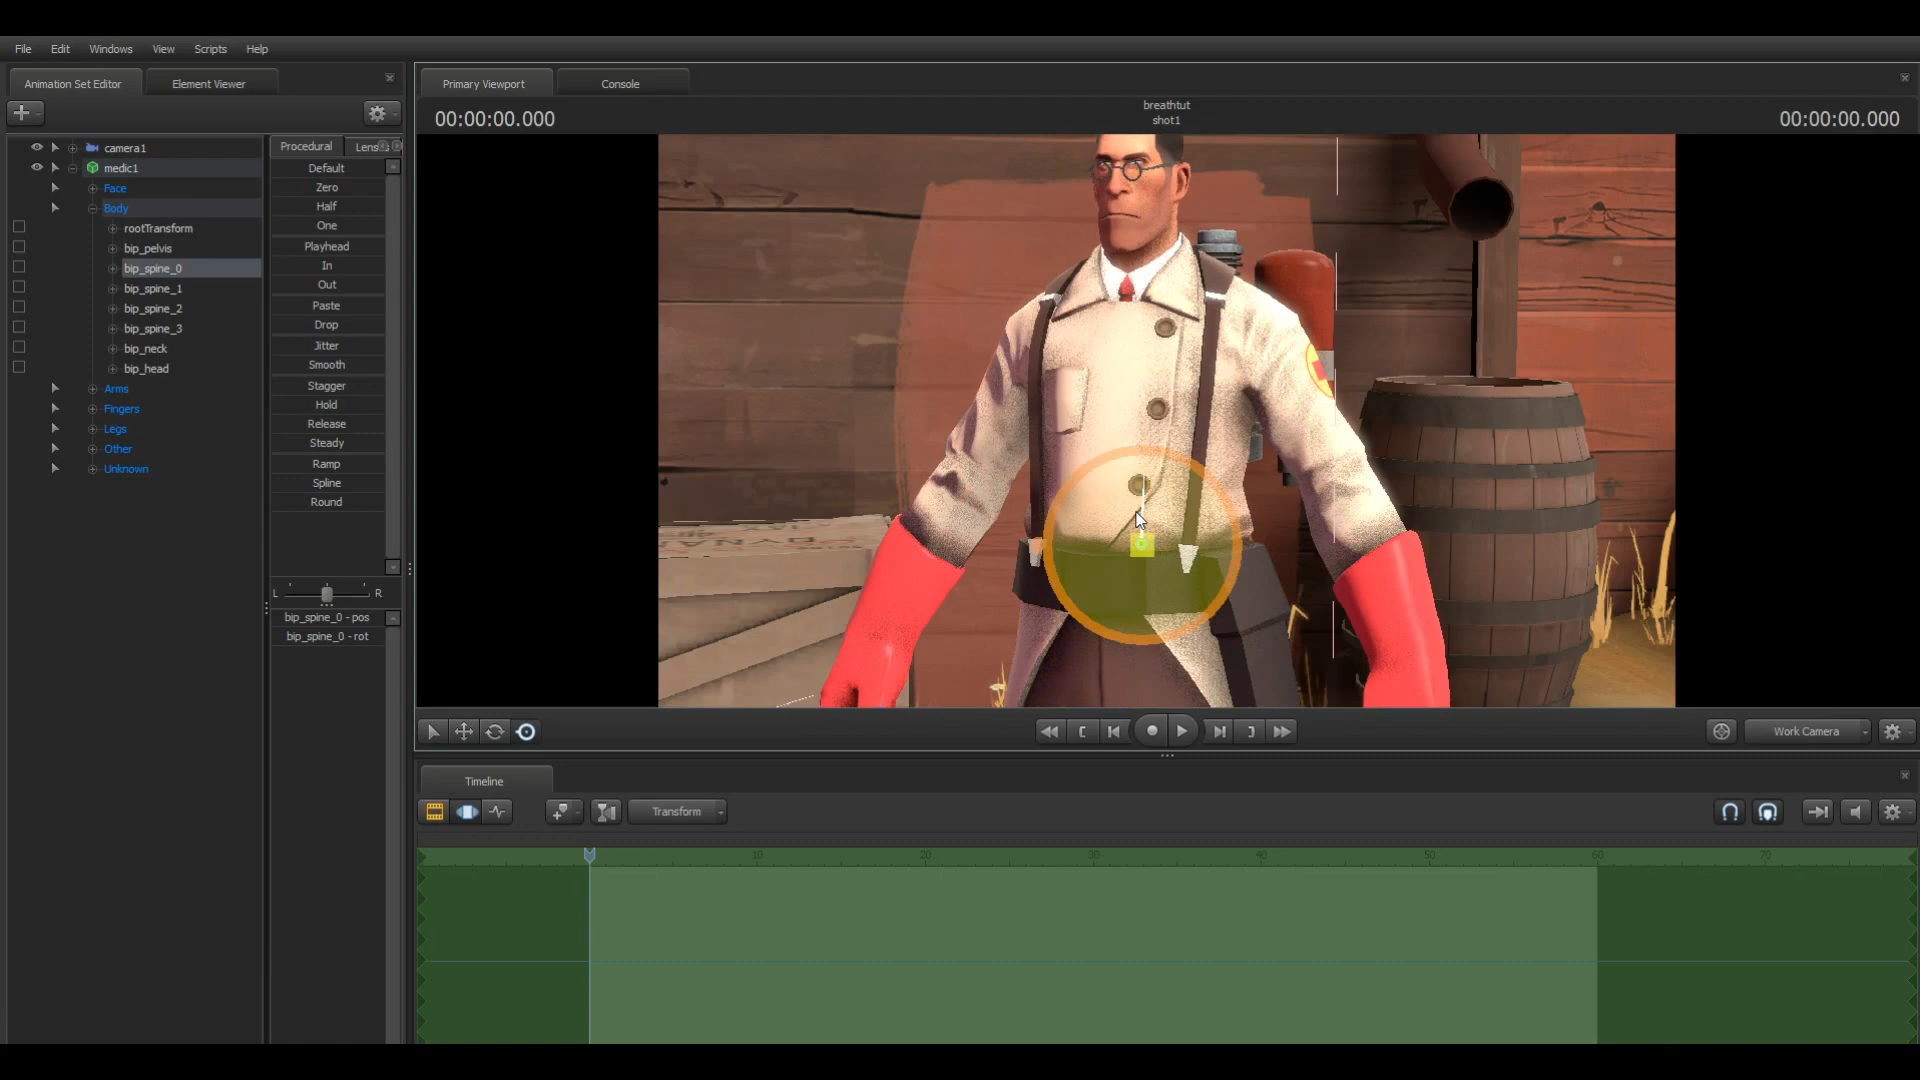 File Edit Windows View Scripts Help
Animation Set Editor Element Viewer
Primary Viewport Console
00:00:00.000
breathtut
shot1
00:00:00.000
camera1
medic1
Face
Body
rootTransform
bip_pelvis
bip_spine_0
bip_spine_1
bip_spine_2
bip_spine_3
bip_neck
bip_head
Arms
Fingers
Legs
Other
Unknown
Procedural
Default
Zero
Half
One
Playhead
In
Out
Paste
Drop
Jitter
Smooth
Stagger
Hold
Release
Steady
Ramp
Spline
Round
L R
bip_spine_0 - pos
bip_spine_0 - rot
Work Camera
Timeline
Transform
10 20 30 40 50 60 70